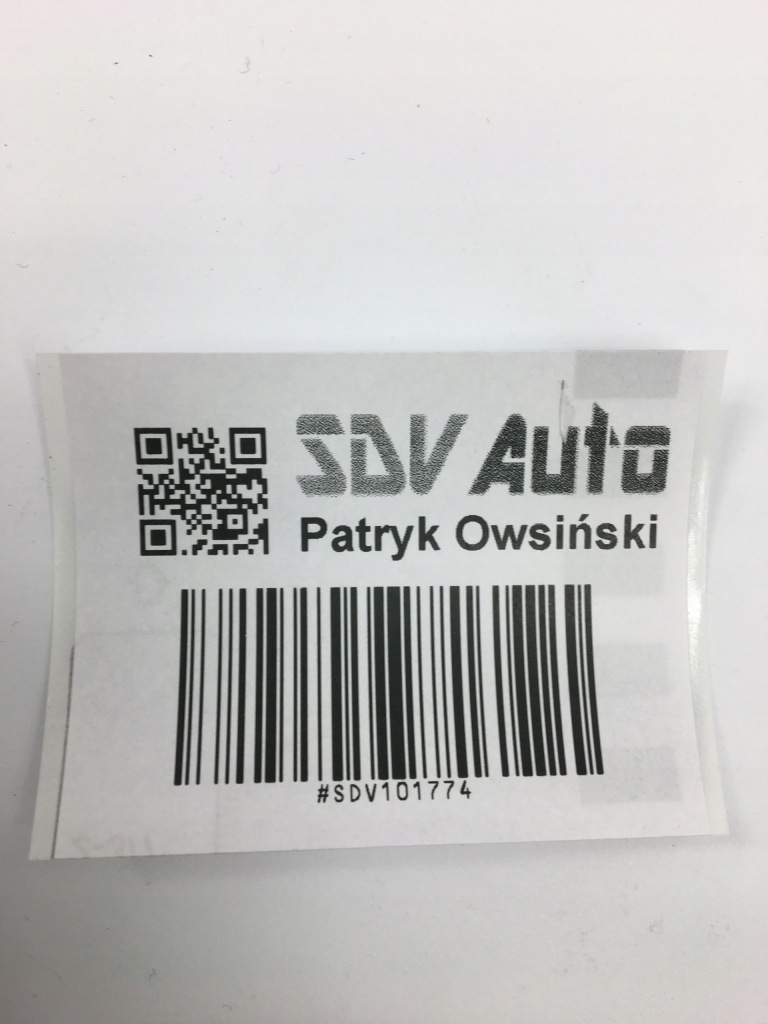 SDV Auto
Patryk Owsiński
#SDV101774